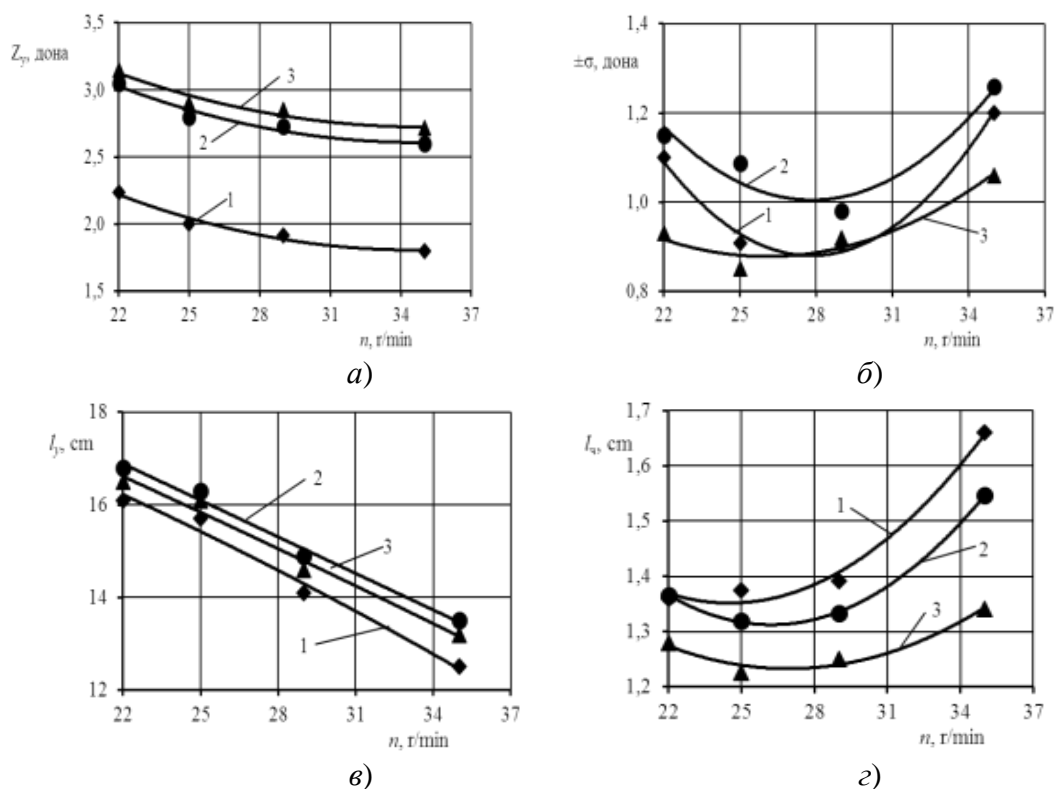 3,5
Zy, дона
3,0
2,5
2,0
1,5
3
2
1
22 25 28 31 34 37
n, r/min
а)
1,4
±σ, дона
1,2
1,0
0,8
2
1
3
22 25 28 31 34 37
n, r/min
б)
18
ly, cm
16
14
12
2
3
1
22 25 28 31 34 37
n, r/min
в)
1,7
lч, cm
1,6
1,5
1,4
1,3
1,2
1
2
3
22 25 28 31 34 37
n, r/min
г)